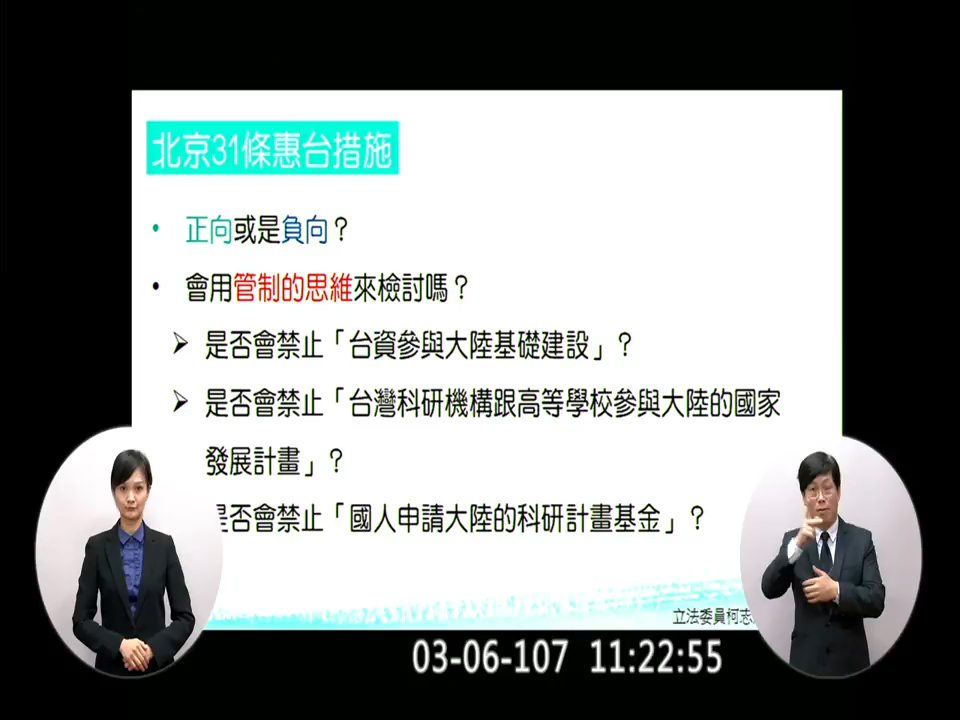 北京31條惠台措施
• 正向或是負向？
• 會用管制的思維來檢討嗎？
➢ 是否會禁止「台資參與大陸基礎建設」？
➢ 是否會禁止「台灣科研機構跟高等學校參與大陸的國家
發展計畫」？
是否會禁止「國人申請大陸的科研計畫基金」？
立法委員柯志
03-06-107 11:22:55